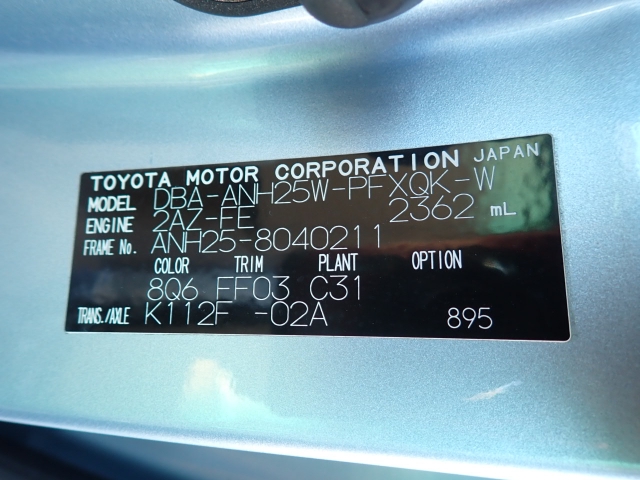 TOYOTA MOTOR CORPORATION JAPAN
MODEL DBA-ANH25W-PFXQK-W
ENGINE 2AZ-FE 2362 mL
FRAME No. ANH25-8040211
COLOR TRIM PLANT OPTION
8Q6 FF03 C31
TRANS./AXLE K112F -02A 895